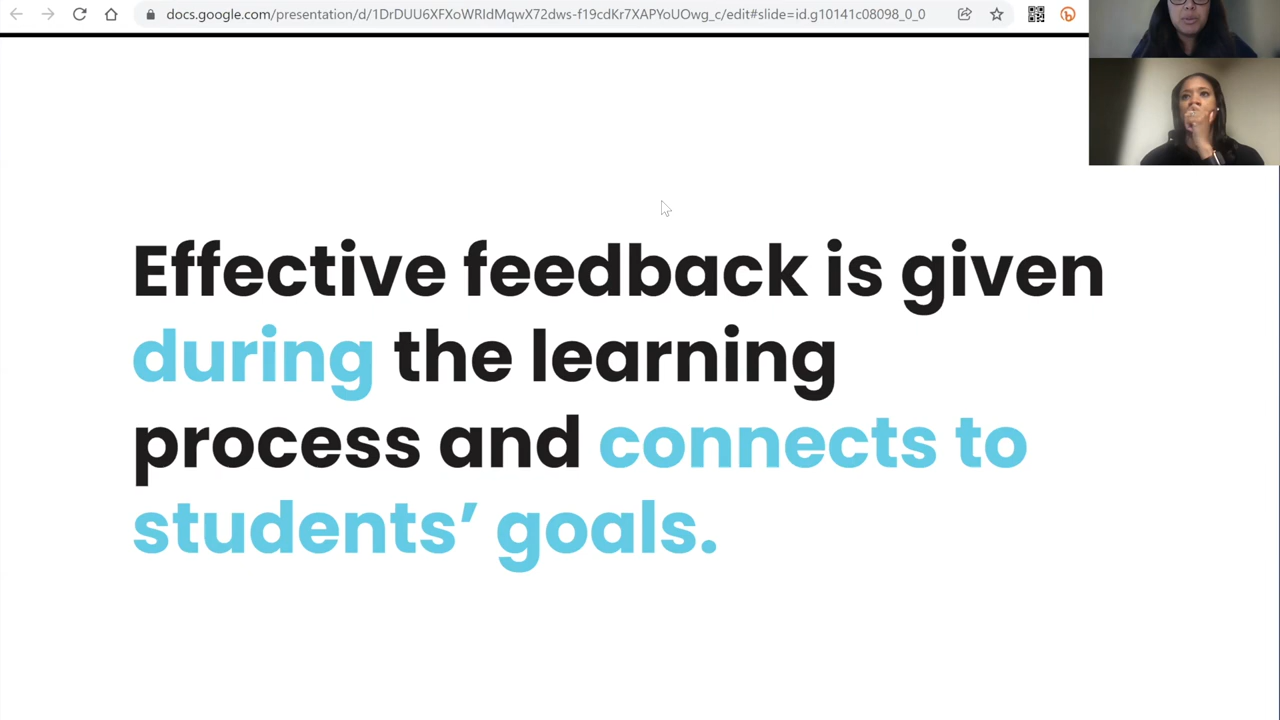 docs.google.com/presentation/d/1DrDUU6XFXoWRIdMqwX72dws-f19cdKr7XAPYoUOwg_c/edit#slide=id.g10141c08098_0_0
Effective feedback is given
during the learning
process and connects to
students’ goals.